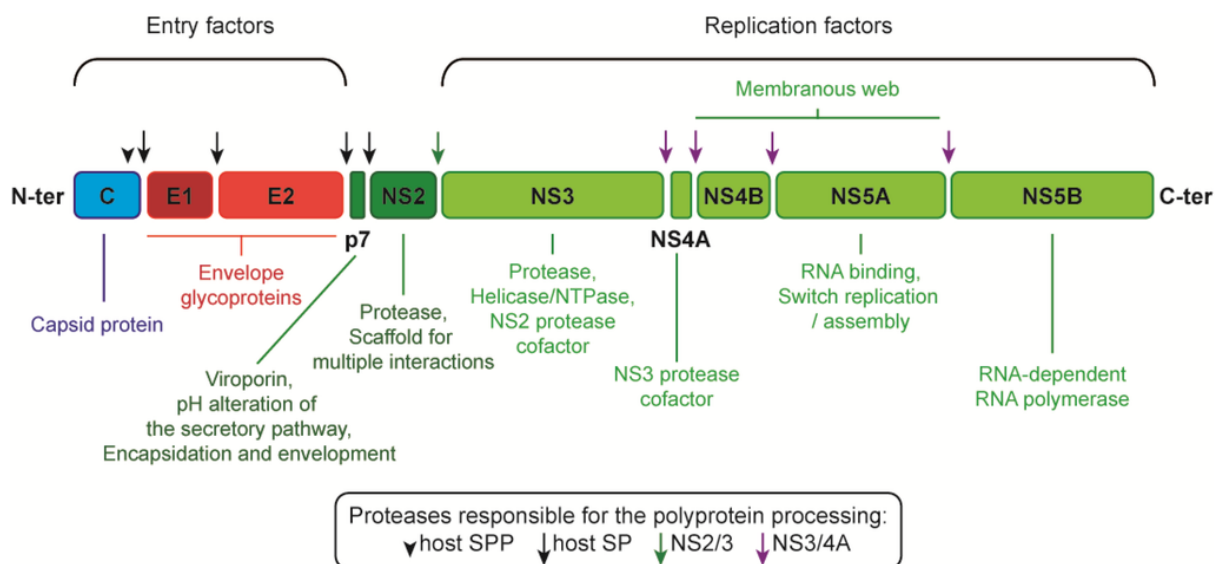 Entry factors
Replication factors
Membranous web
N-ter
C
E1
E2
NS2
NS3
NS4B
NS5A
NS5B
C-ter
p7
NS4A
Envelope
glycoproteins
Capsid protein
Viroporin,
pH alteration of
the secretory pathway,
Encapsidation and envelopment
Protease,
Scaffold for
multiple interactions
Protease,
Helicase/NTPase,
NS2 protease
cofactor
NS3 protease
cofactor
RNA binding,
Switch replication
/ assembly
RNA-dependent
RNA polymerase
Proteases responsible for the polyprotein processing:
host SPP host SP NS2/3 NS3/4A